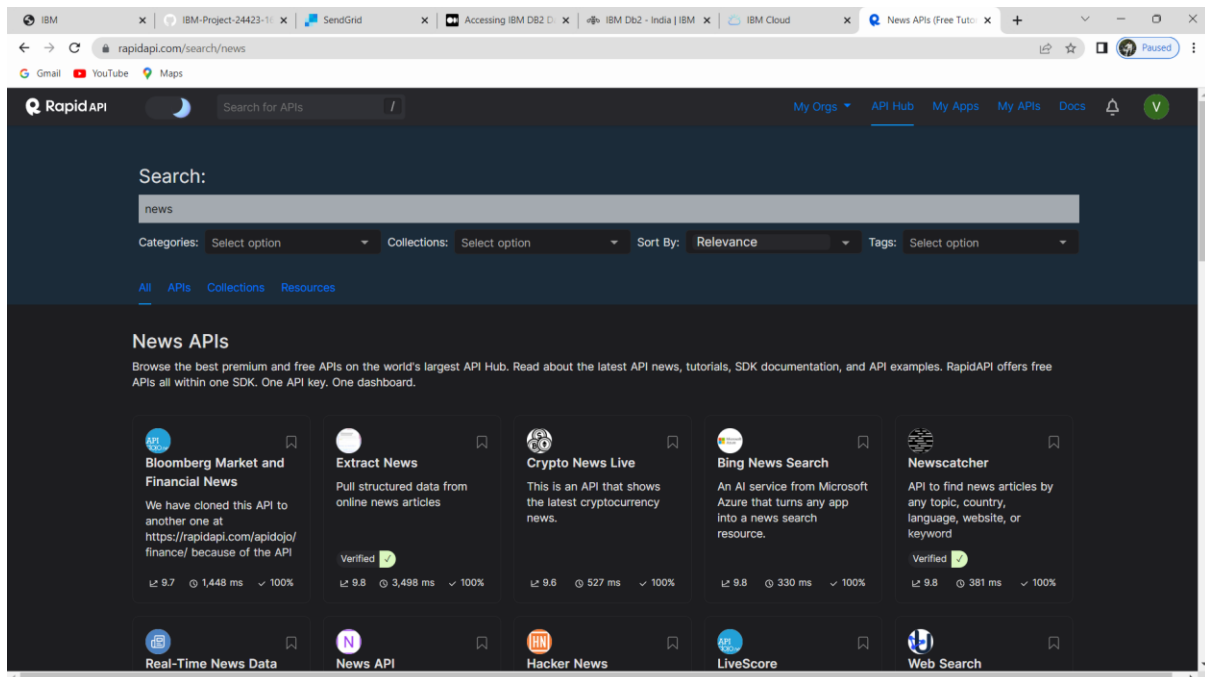 IBM
IBM-Project-24423-16
SendGrid
Accessing IBM DB2 D
IBM Db2 - India | IBM
IBM Cloud
News APIs (Free Tuto
rapidapi.com/search/news
Paused
Gmail YouTube Maps
Rapid API
Search for APIs /
My Orgs API Hub My Apps My APIs Docs V
Search:
news
Categories: Select option Collections: Select option Sort By: Relevance Tags: Select option
All APIs Collections Resources
News APIs
Browse the best premium and free APIs on the world's largest API Hub. Read about the latest API news, tutorials, SDK documentation, and API examples. RapidAPI offers free
APIs all within one SDK. One API key. One dashboard.
Bloomberg Market and
Financial News
We have cloned this API to
another one at
https://rapidapi.com/apidojo/
finance/ because of the API
9.7 1,448 ms 100%
Extract News
Pull structured data from
online news articles
Verified
9.8 3,498 ms 100%
Crypto News Live
This is an API that shows
the latest cryptocurrency
news.
9.6 527 ms 100%
Bing News Search
An AI service from Microsoft
Azure that turns any app
into a news search
resource.
9.8 330 ms 100%
Newscatcher
API to find news articles by
any topic, country,
language, website, or
keyword
Verified
9.8 381 ms 100%
Real-Time News Data
N
News API
HN
Hacker News
API
LiveScore
Web Search